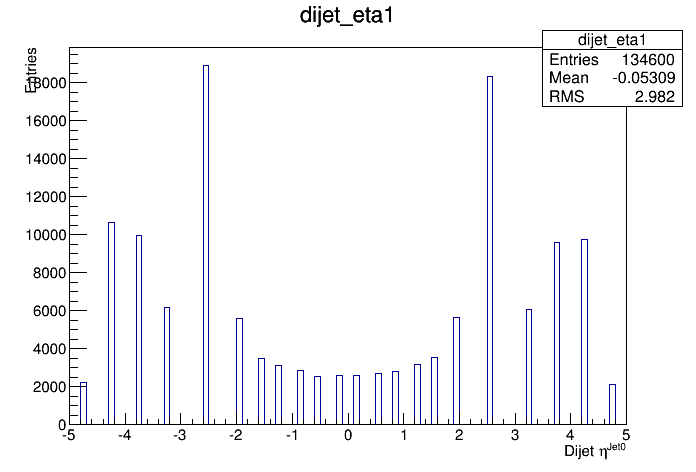 dijet_eta1
dijet_eta1
Entries 134600
Mean -0.05309
RMS 2.982
Entries
18000
16000
14000
12000
10000
8000
6000
4000
2000
0
-5 -4 -3 -2 -1 0 1 2 3 4 5
Dijet η^Jet0